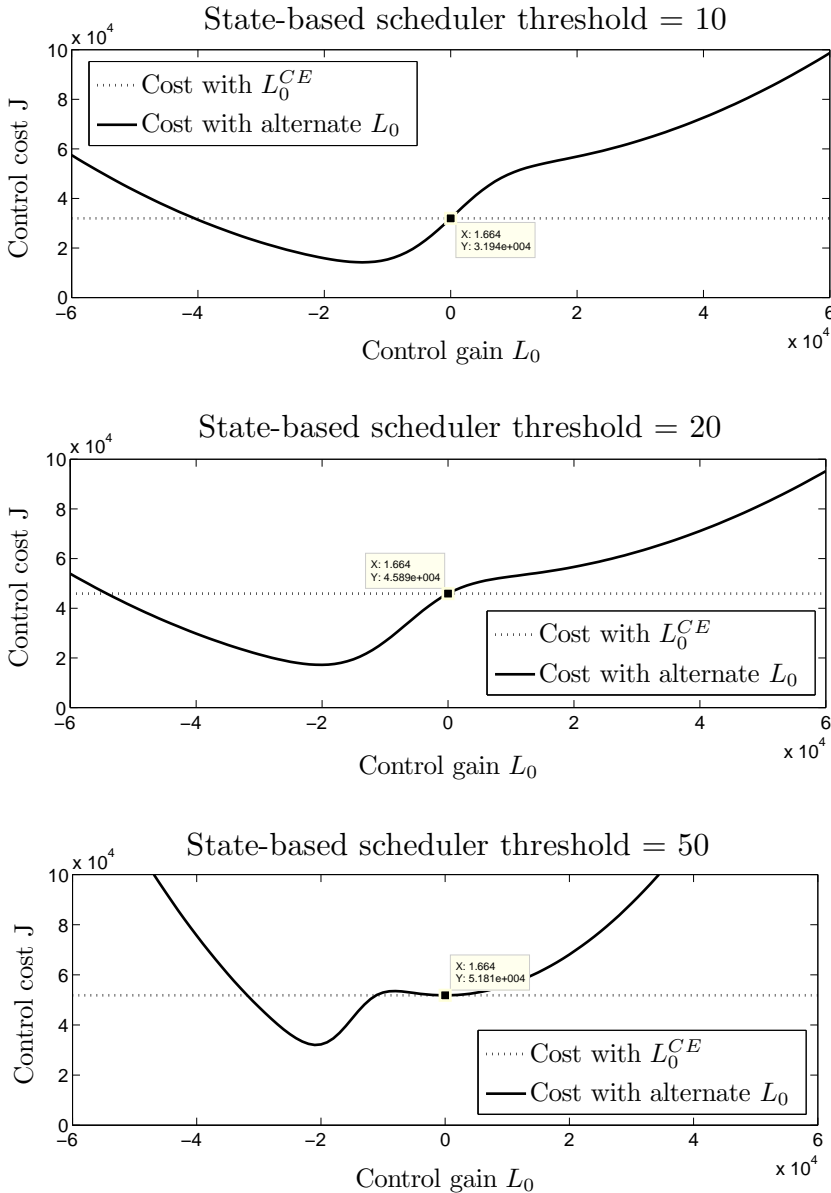 State-based scheduler threshold = 10
x 10^4
10
8
6
4
2
0
Control cost J
Cost with L_0^{CE}
Cost with alternate L_0
X: 1.664
Y: 3.194e+004
−6 −4 −2 0 2 4 6
x 10^4
Control gain L_0
State-based scheduler threshold = 20
x 10^4
10
8
6
4
2
0
Control cost J
X: 1.664
Y: 4.589e+004
Cost with L_0^{CE}
Cost with alternate L_0
−6 −4 −2 0 2 4 6
x 10^4
Control gain L_0
State-based scheduler threshold = 50
x 10^4
10
8
6
4
2
0
Control cost J
X: 1.664
Y: 5.181e+004
Cost with L_0^{CE}
Cost with alternate L_0
−6 −4 −2 0 2 4 6
x 10^4
Control gain L_0